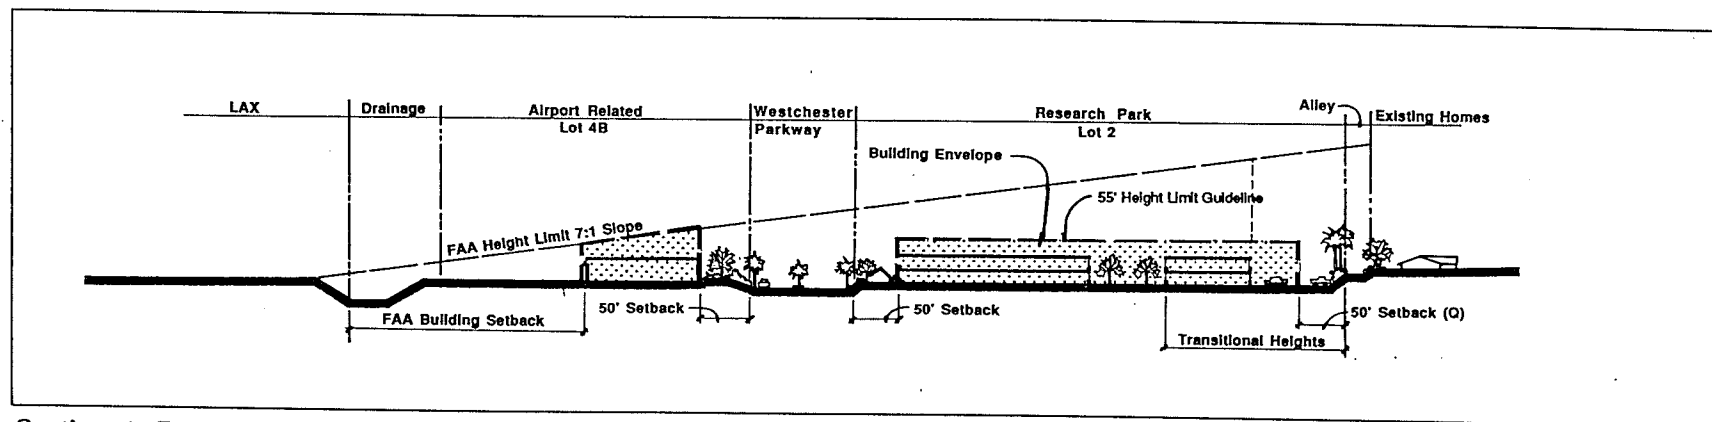 LAX
Drainage
Airport Related
Lot 4B
Westchester
Parkway
Research Park
Lot 2
Alley
Existing Homes
Building Envelope
55' Height Limit Guideline
FAA Height Limit 7:1 Slope
50' Setback
50' Setback
50' Setback (Q)
FAA Building Setback
Transitional Heights